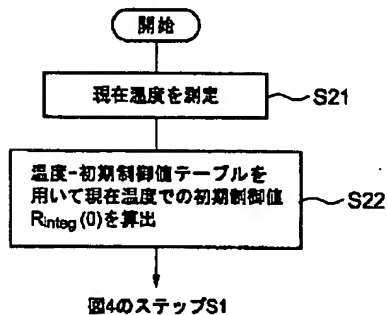 開始
現在温度を測定
S21
温度-初期制御値テーブルを
用いて現在温度での初期制御値
Rinteg(0)を算出
S22
図4のステップS1